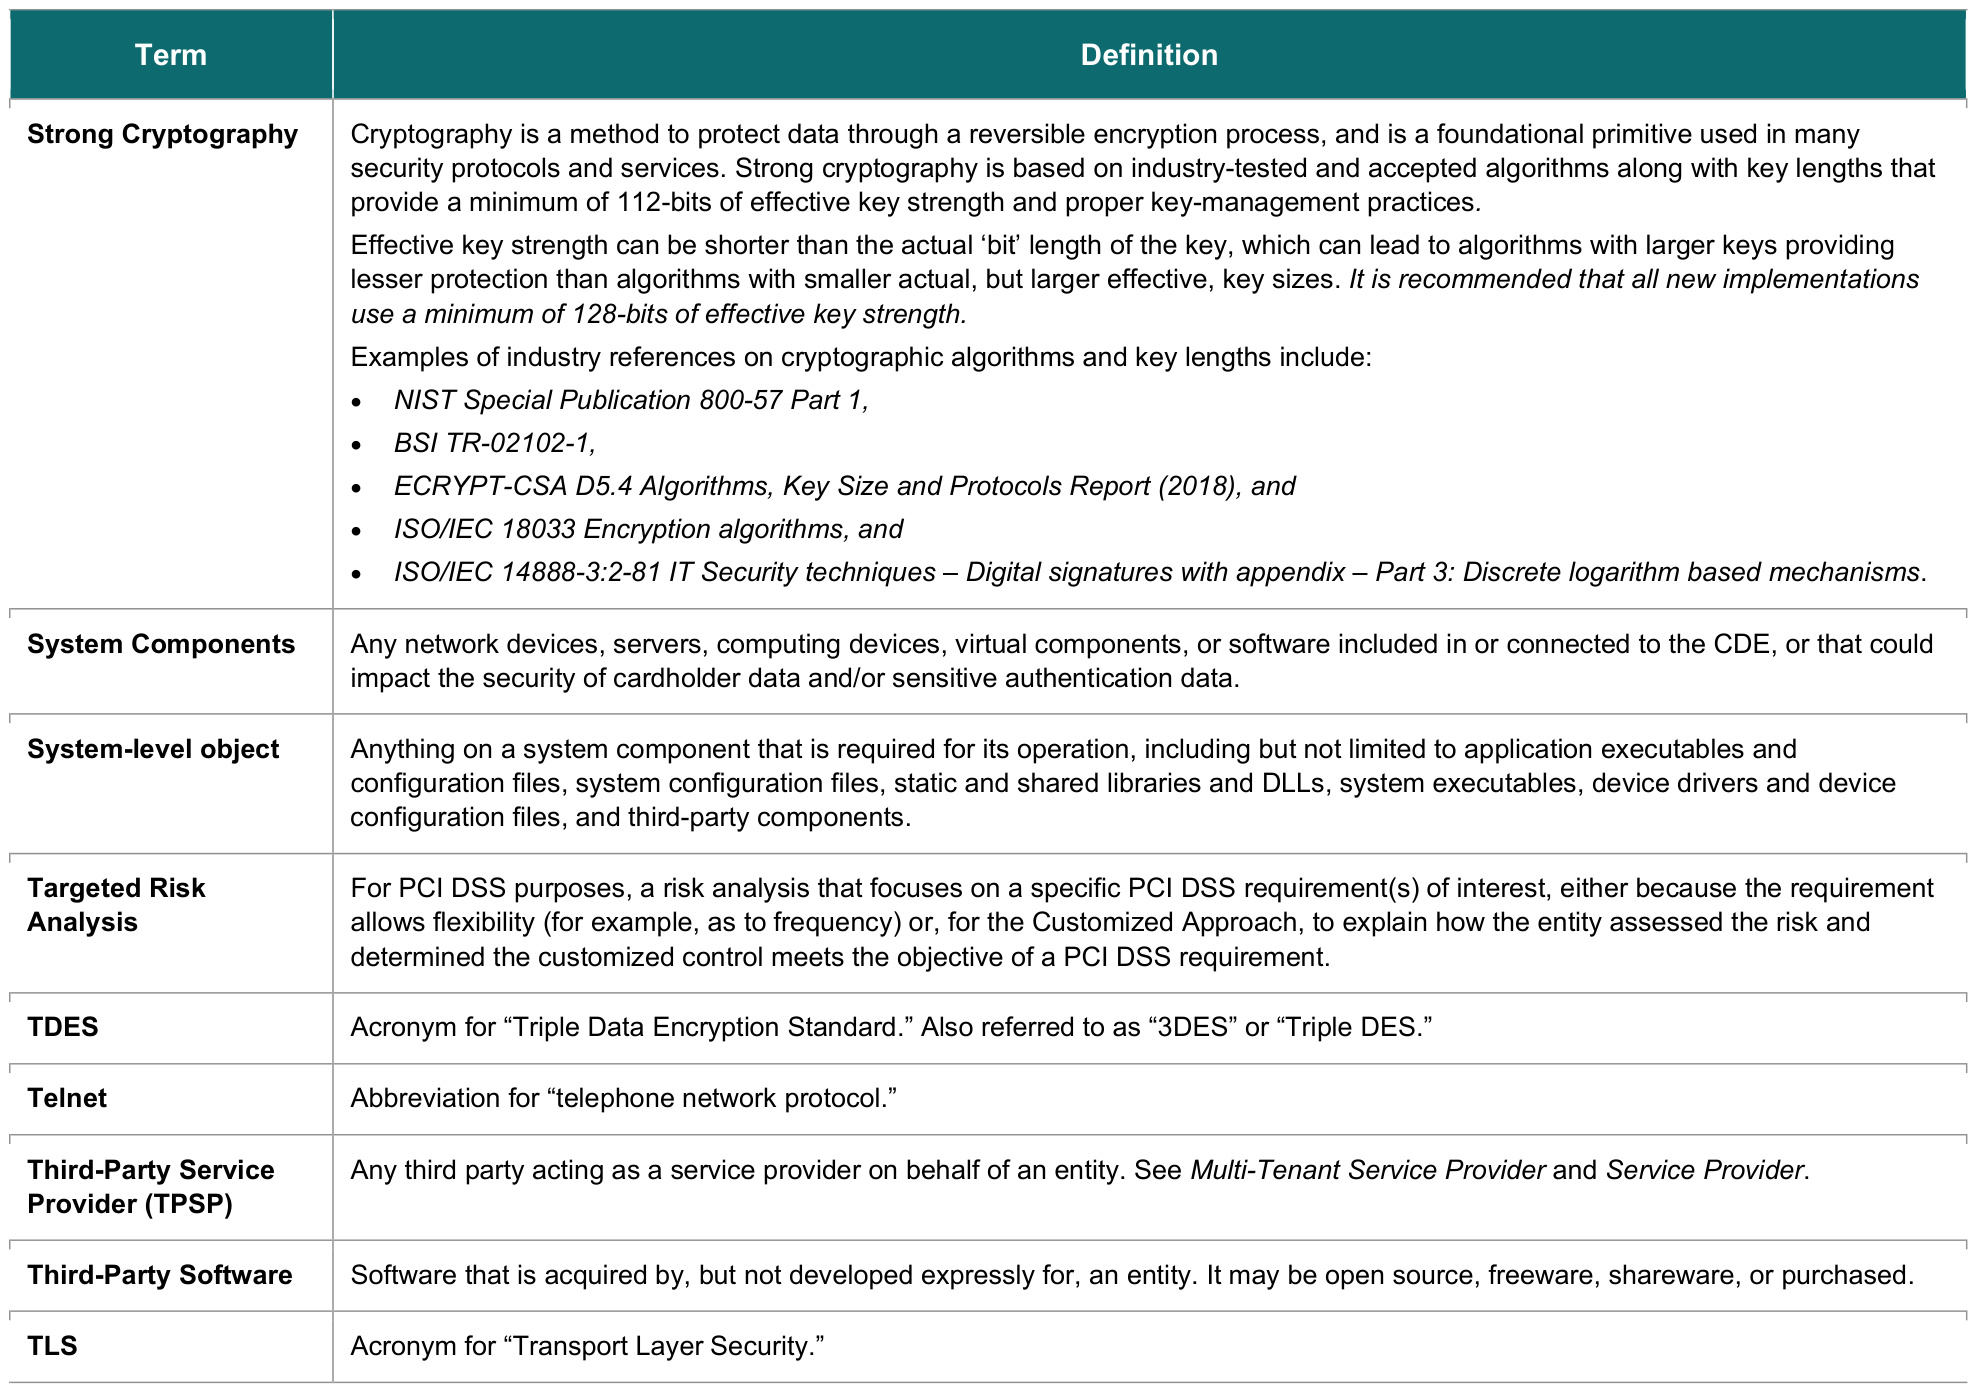 Term
Definition
Strong Cryptography
Cryptography is a method to protect data through a reversible encryption process, and is a foundational primitive used in many
security protocols and services. Strong cryptography is based on industry-tested and accepted algorithms along with key lengths that
provide a minimum of 112-bits of effective key strength and proper key-management practices.
Effective key strength can be shorter than the actual ‘bit’ length of the key, which can lead to algorithms with larger keys providing
lesser protection than algorithms with smaller actual, but larger effective, key sizes. It is recommended that all new implementations
use a minimum of 128-bits of effective key strength.
Examples of industry references on cryptographic algorithms and key lengths include:
• NIST Special Publication 800-57 Part 1,
• BSI TR-02102-1,
• ECRYPT-CSA D5.4 Algorithms, Key Size and Protocols Report (2018), and
• ISO/IEC 18033 Encryption algorithms, and
• ISO/IEC 14888-3:2-81 IT Security techniques – Digital signatures with appendix – Part 3: Discrete logarithm based mechanisms.
System Components
Any network devices, servers, computing devices, virtual components, or software included in or connected to the CDE, or that could
impact the security of cardholder data and/or sensitive authentication data.
System-level object
Anything on a system component that is required for its operation, including but not limited to application executables and
configuration files, system configuration files, static and shared libraries and DLLs, system executables, device drivers and device
configuration files, and third-party components.
Targeted Risk
Analysis
For PCI DSS purposes, a risk analysis that focuses on a specific PCI DSS requirement(s) of interest, either because the requirement
allows flexibility (for example, as to frequency) or, for the Customized Approach, to explain how the entity assessed the risk and
determined the customized control meets the objective of a PCI DSS requirement.
TDES
Acronym for “Triple Data Encryption Standard.” Also referred to as “3DES” or “Triple DES.”
Telnet
Abbreviation for “telephone network protocol.”
Third-Party Service
Provider (TPSP)
Any third party acting as a service provider on behalf of an entity. See Multi-Tenant Service Provider and Service Provider.
Third-Party Software
Software that is acquired by, but not developed expressly for, an entity. It may be open source, freeware, shareware, or purchased.
TLS
Acronym for “Transport Layer Security.”